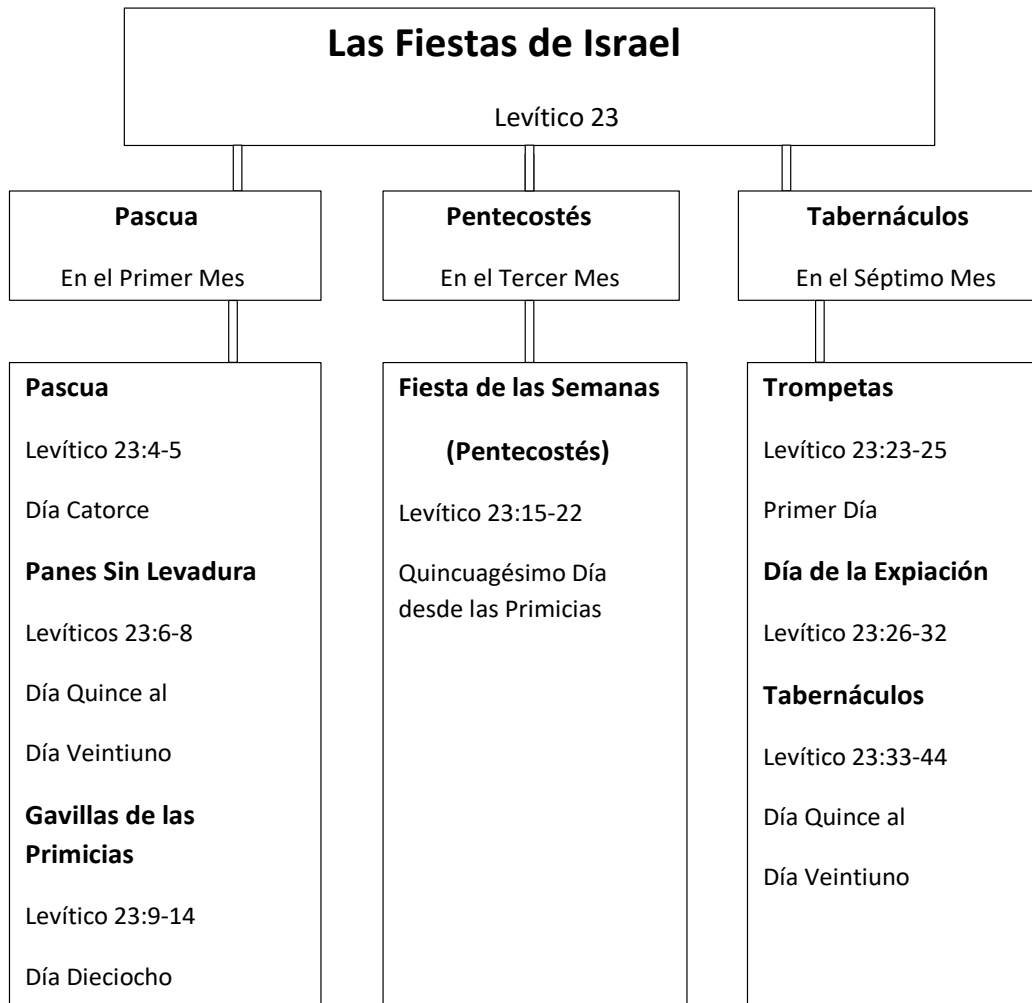 Las Fiestas de Israel
Levítico 23
Pascua
En el Primer Mes
Pentecostés
En el Tercer Mes
Tabernáculos
En el Séptimo Mes
Pascua
Levítico 23:4-5
Día Catorce
Panes Sin Levadura
Levíticos 23:6-8
Día Quince al
Día Veintiuno
Gavillas de las
Primicias
Levítico 23:9-14
Día Dieciocho
Fiesta de las Semanas
(Pentecostés)
Levítico 23:15-22
Quincuagésimo Día
desde las Primicias
Trompetas
Levítico 23:23-25
Primer Día
Día de la Expiación
Levítico 23:26-32
Tabernáculos
Levítico 23:33-44
Día Quince al
Día Veintiuno